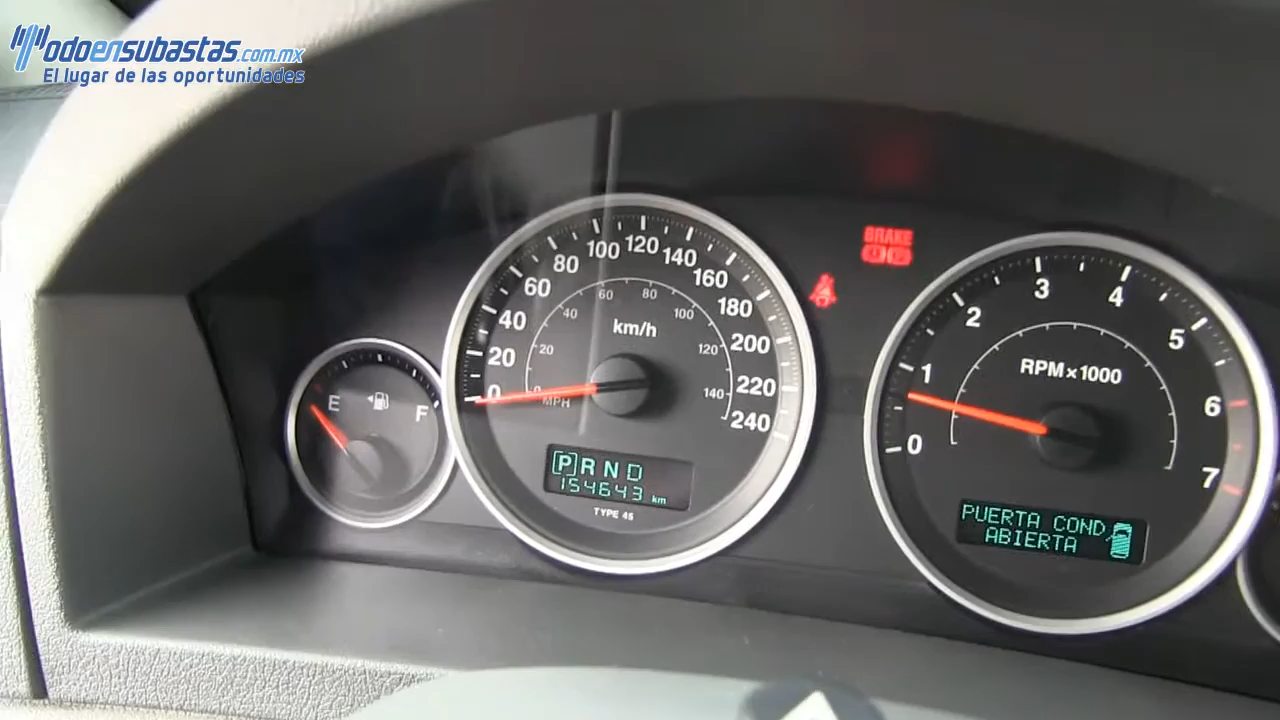 Todoensubastas.com.mx
El lugar de las oportunidades
BRAKE
E
F
0
20
40
60
80
100
120
140
160
180
200
220
240
km/h
0
20
40
60
80
100
120
140
MPH
P R N D
154643 km
TYPE 45
0
1
2
3
4
5
6
7
RPM×1000
PUERTA COND
ABIERTA